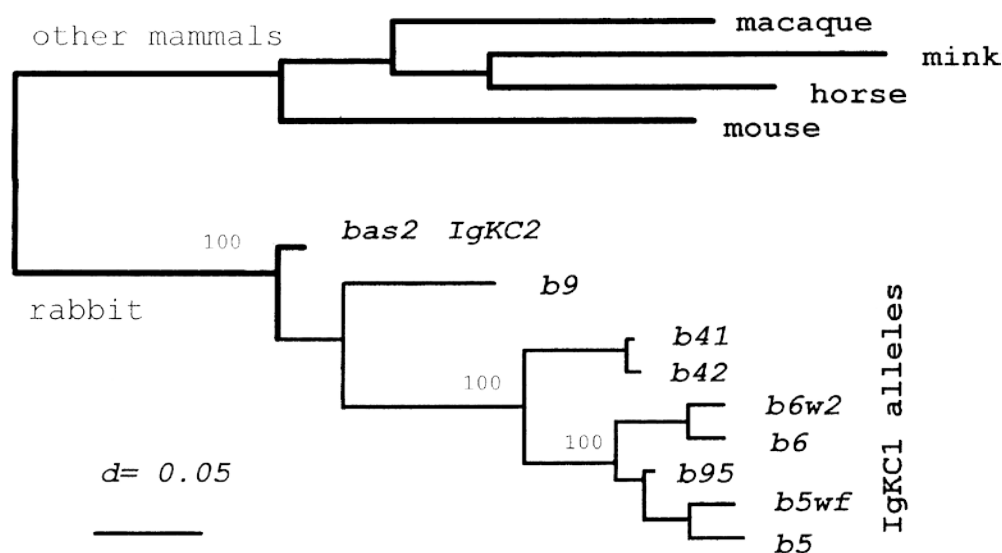 other mammals
macaque
mink
horse
mouse
100
bas2 IgKC2
rabbit
b9
b41
100
b42
b6w2
100
b6
d= 0.05
b95
b5wf
b5
IgKC1 alleles